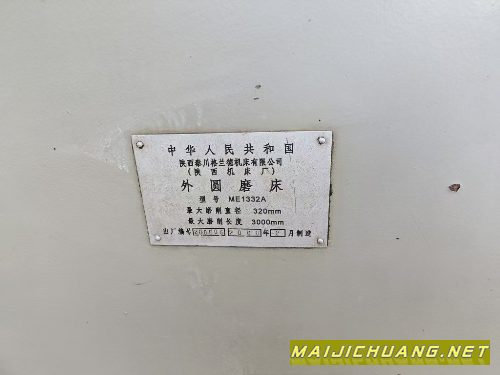 中华人民共和国
陕西秦川格兰德机床有限公司
(陕西机床厂)
外圆磨床
型号 ME1332A
最大磨削直径 320mm
最大磨削长度 3000mm
出厂编号 年 月制造
MAIJICHUANG.NET